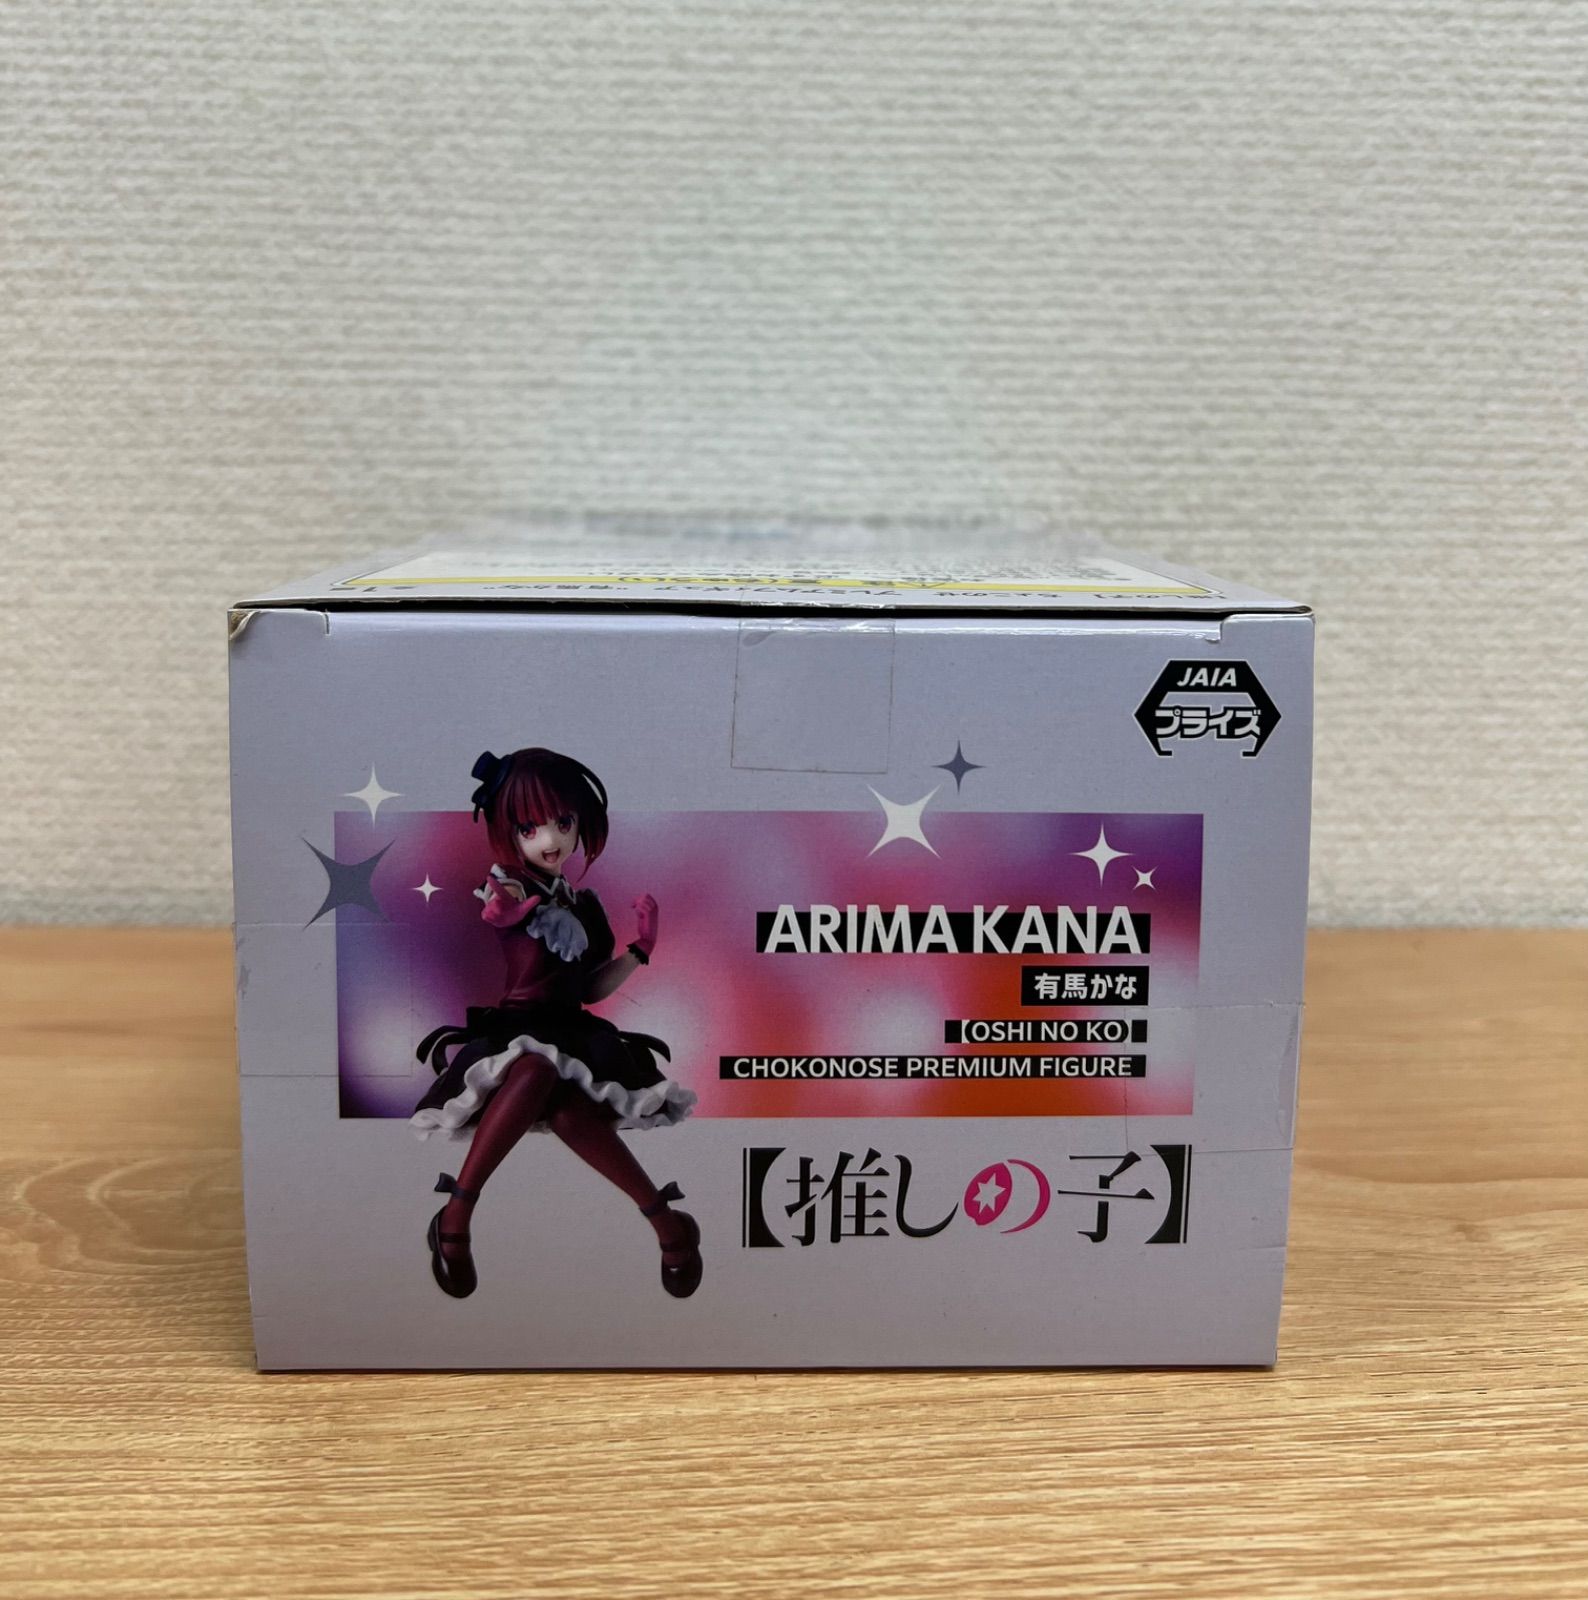 JAIA
プライズ
ARIMA KANA
有馬かな
【OSHI NO KO】
CHOKONOSE PREMIUM FIGURE
【推しの子】